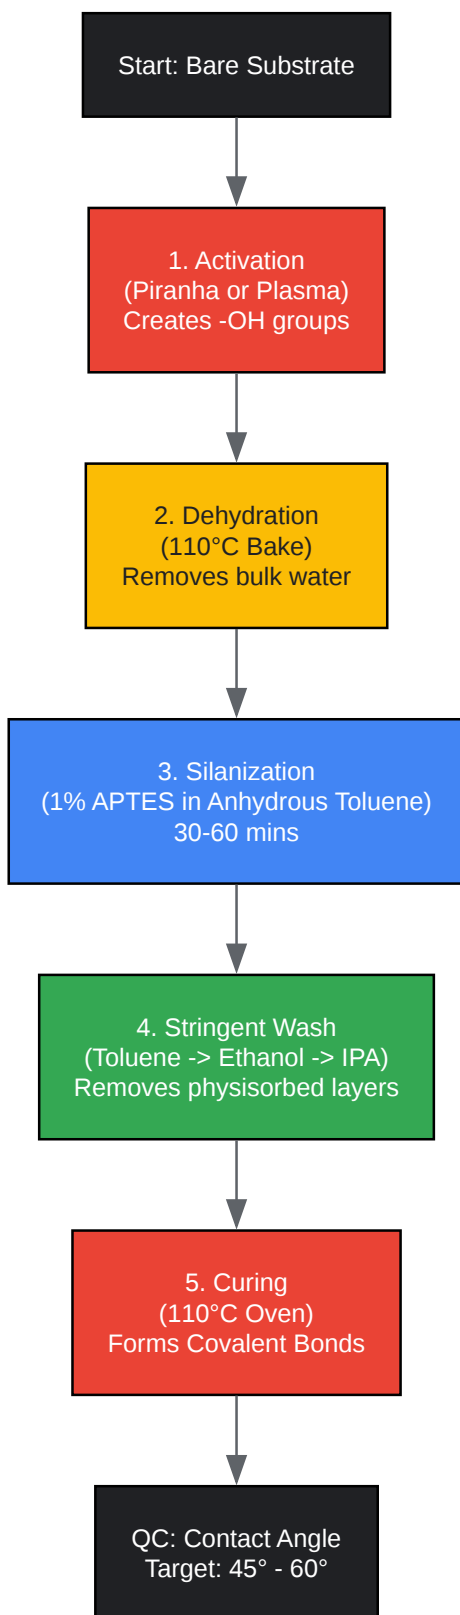 Start: Bare Substrate
1. Activation
(Piranha or Plasma)
Creates -OH groups
2. Dehydration
(110°C Bake)
Removes bulk water
3. Silanization
(1% APTES in Anhydrous Toluene)
30-60 mins
4. Stringent Wash
(Toluene -> Ethanol -> IPA)
Removes physisorbed layers
5. Curing
(110°C Oven)
Forms Covalent Bonds
QC: Contact Angle
Target: 45° - 60°